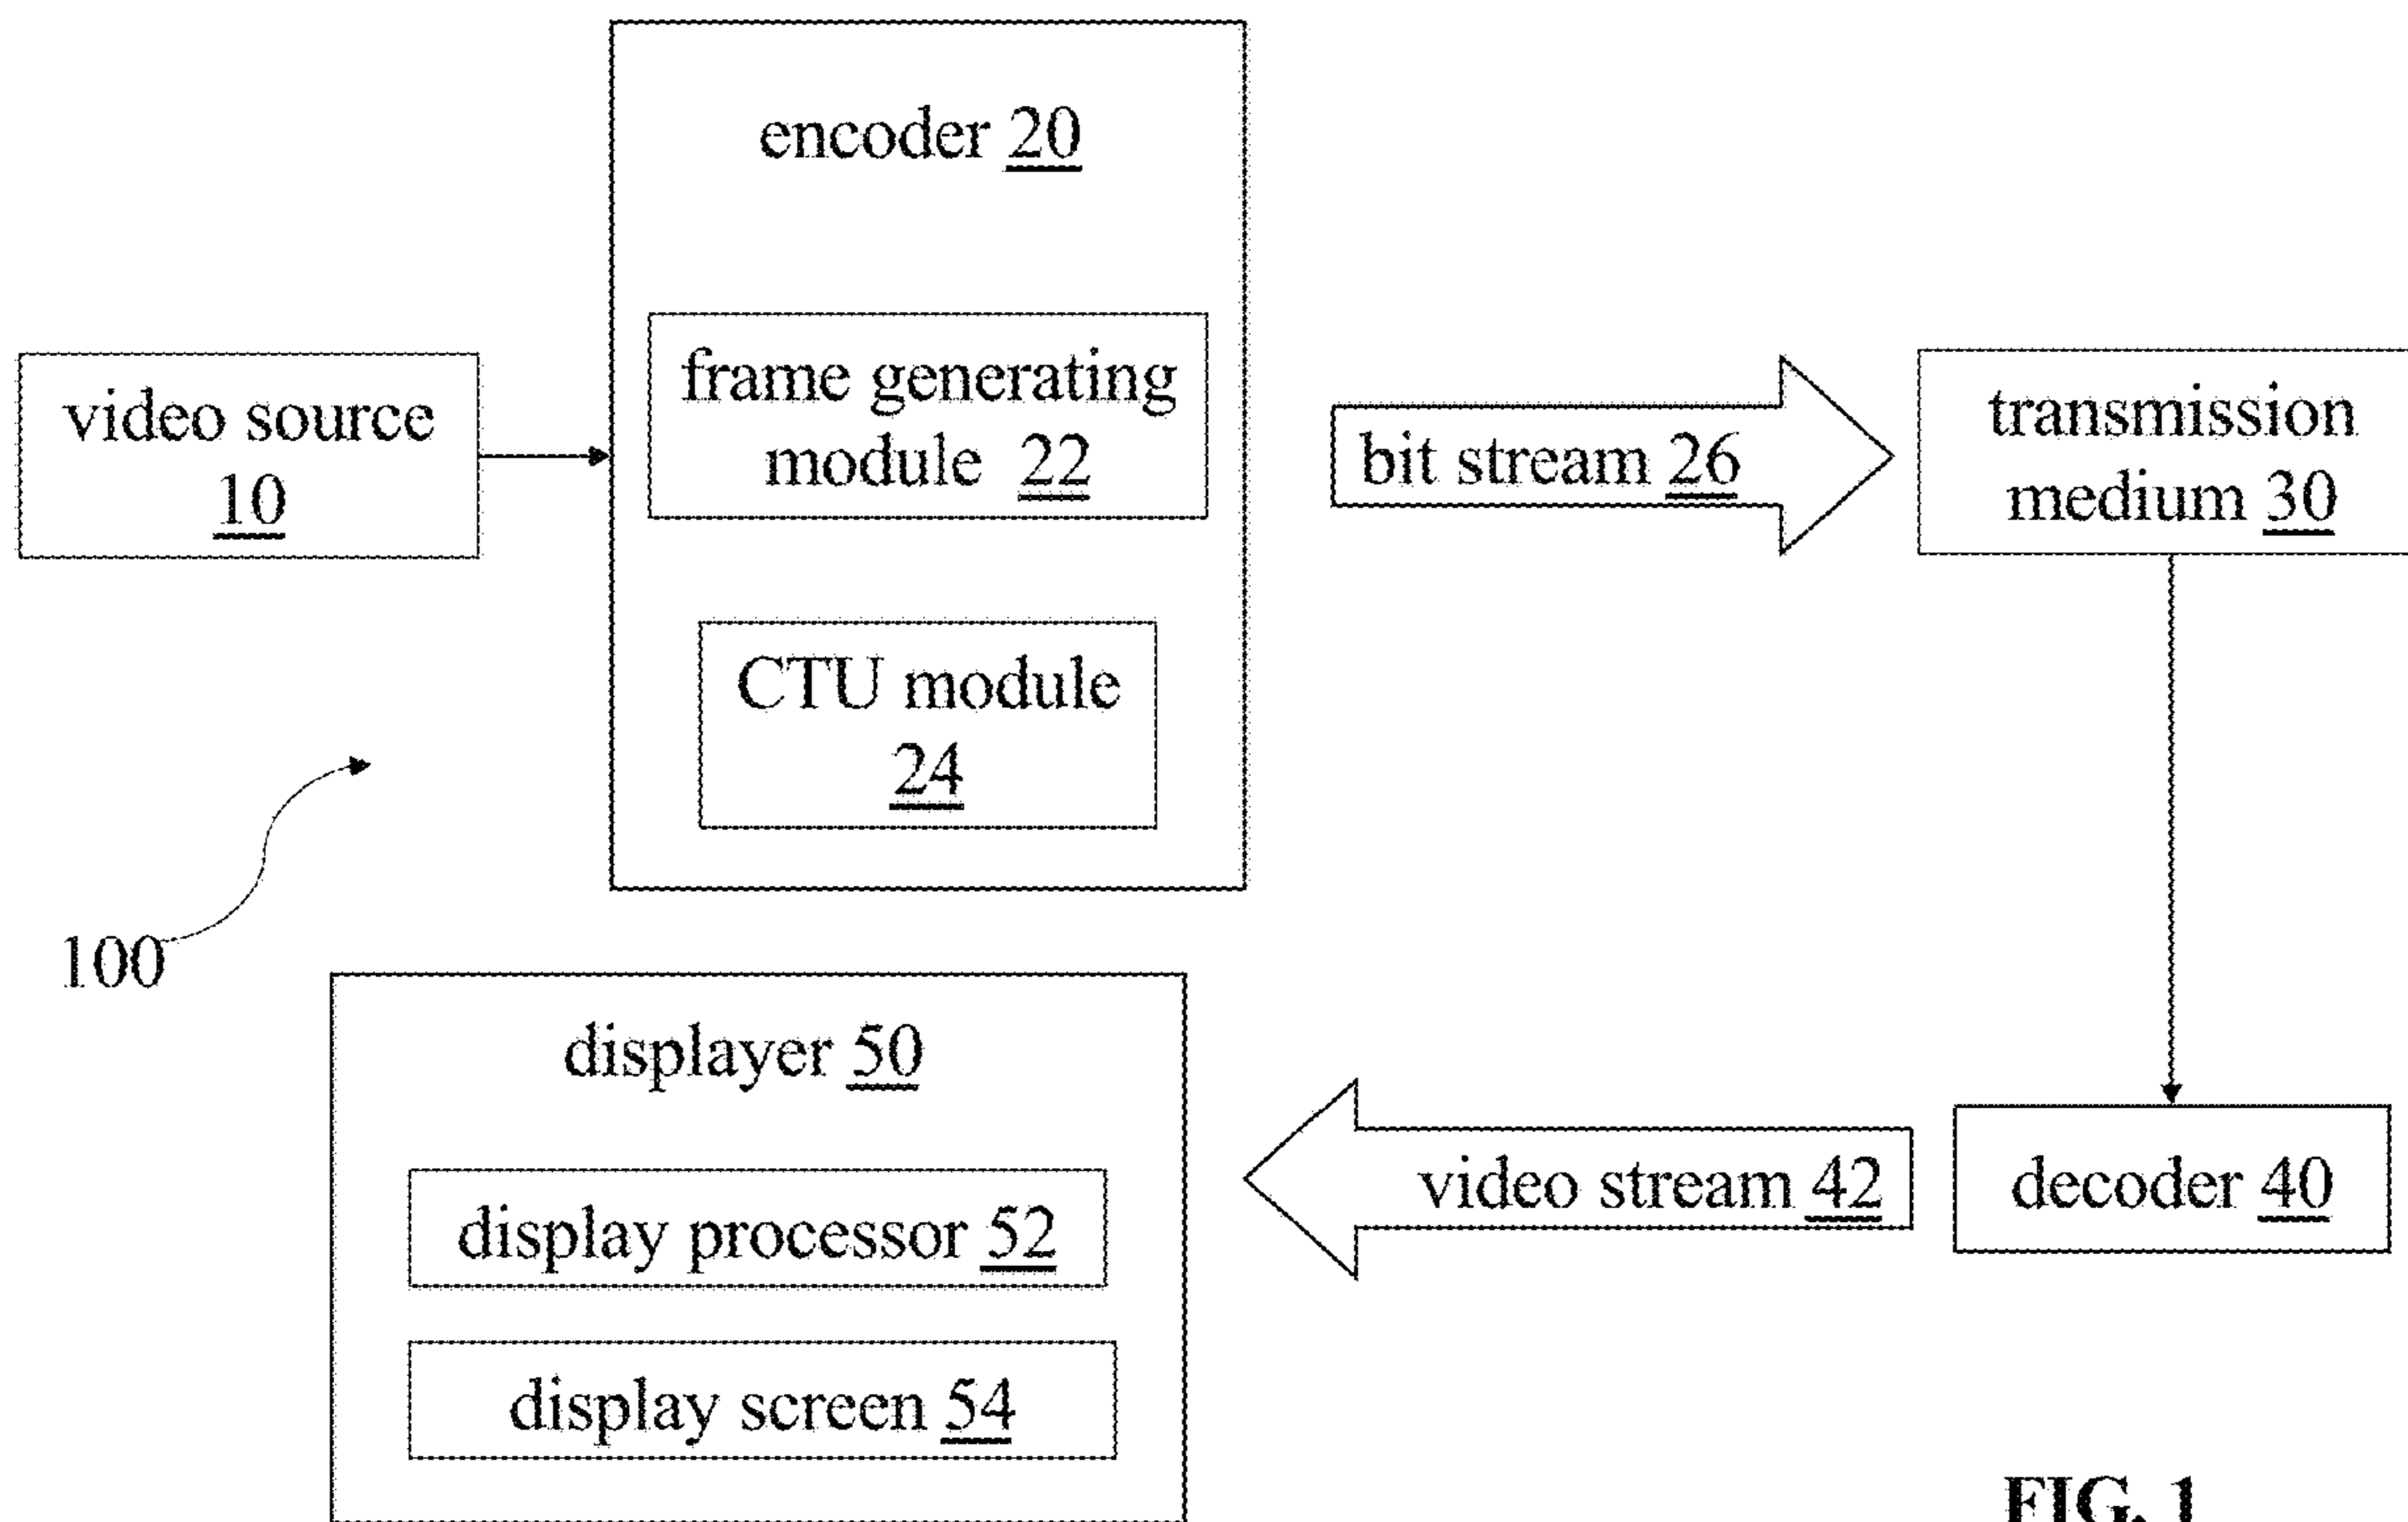 encoder 20
frame generating
module 22
video source
10
bit stream 26
transmission
medium 30
CTU module
24
100
displayer 50
display processor 52
display screen 54
video stream 42
decoder 40
FIG. 1